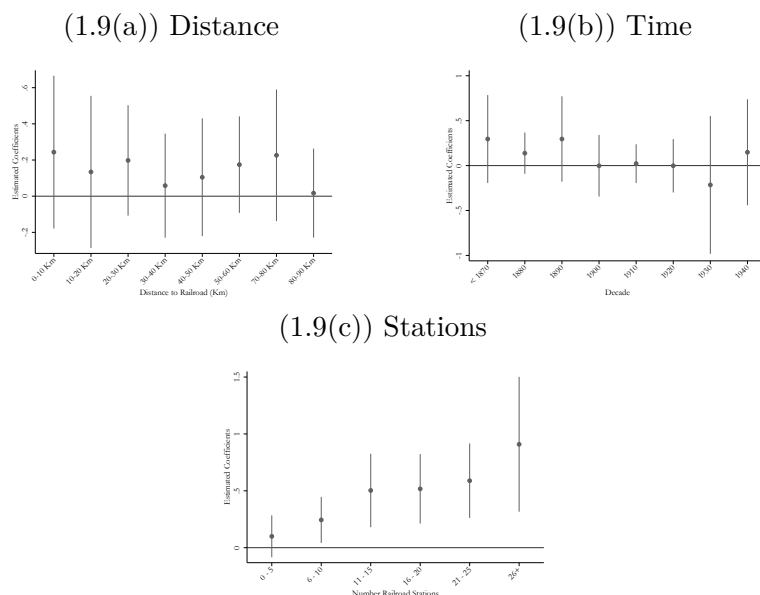 (1.9(a)) Distance
Estimated Coefficients
.6
.4
.2
0
-.2
0-10 Km
10-20 Km
20-30 Km
30-40 Km
40-50 Km
50-60 Km
70-80 Km
80-90 Km
Distance to Railroad (Km)
(1.9(b)) Time
Estimated Coefficients
1
.5
0
-.5
-1
< 1870
1880
1890
1900
1910
1920
1930
1940
Decade
(1.9(c)) Stations
Estimated Coefficients
1.5
1
.5
0
0 - 5
6 - 10
11 - 15
16 - 20
21 - 25
26+
Number Railroad Stations